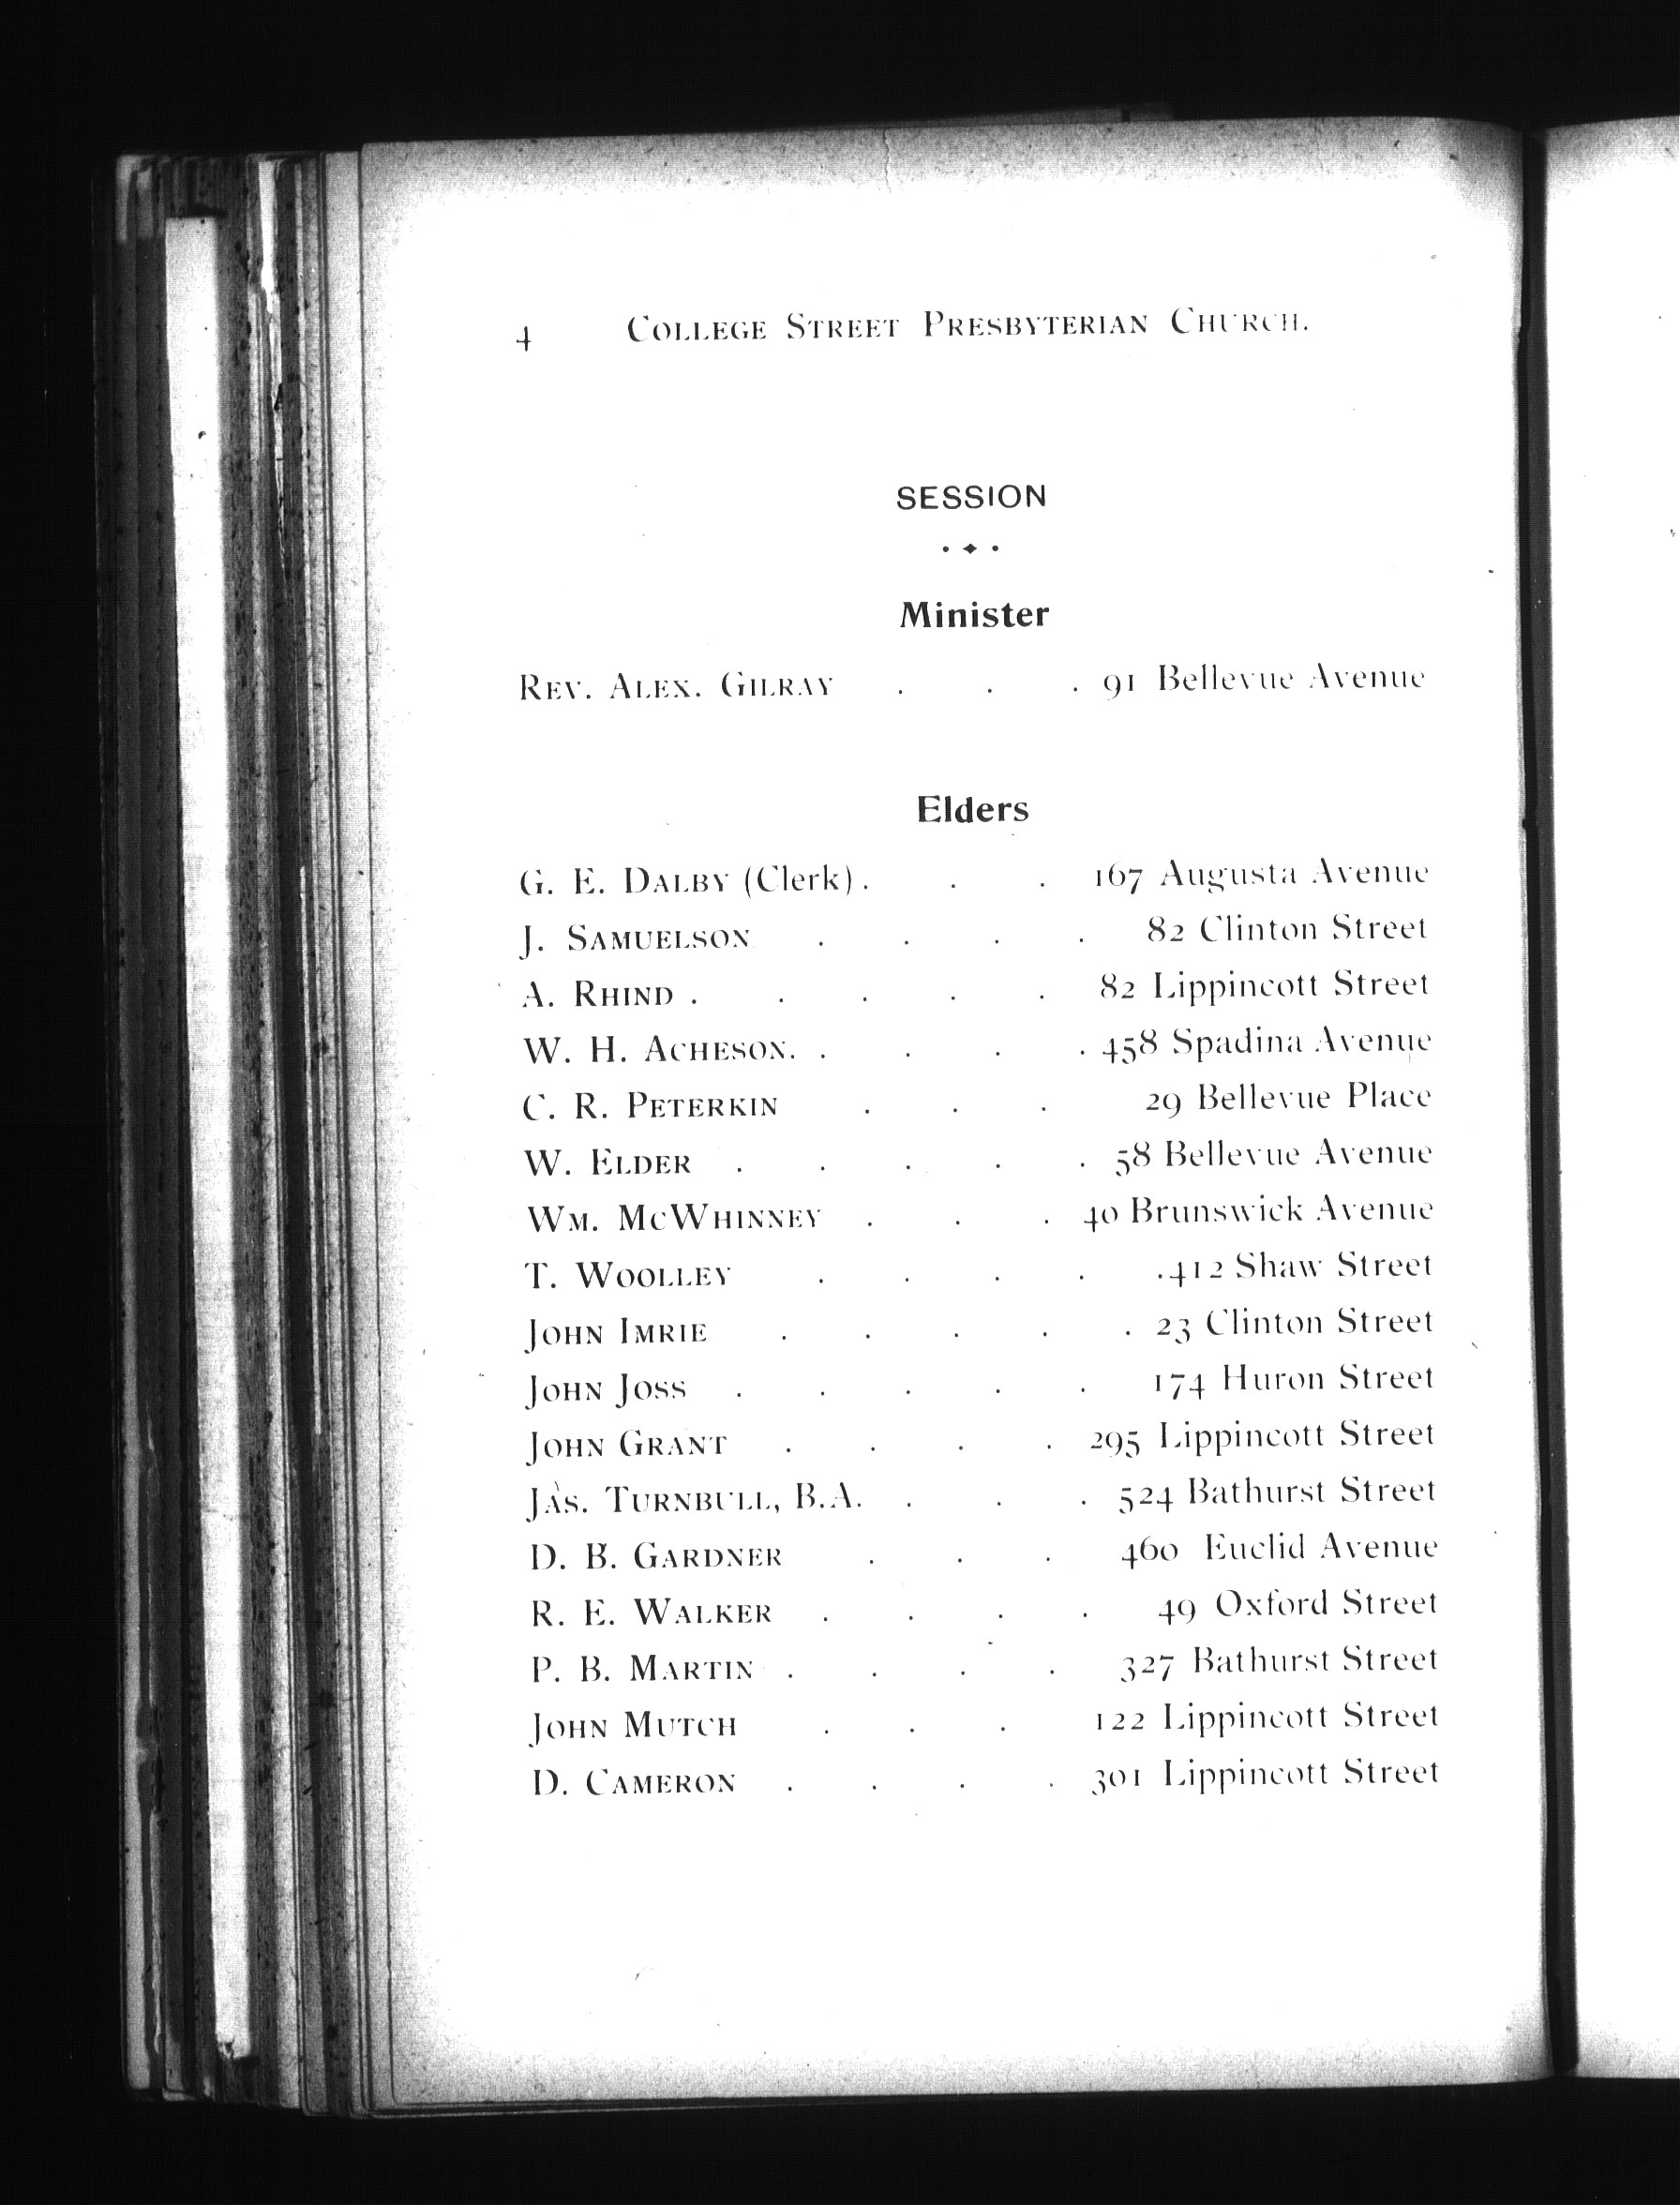 4 College Street Presbyterian Church.
SESSION
Minister
Rev. Alex. Gilray . . . 91 Bellevue Avenue
Elders
G. E. Dalby (Clerk) . . . 167 Augusta Avenue
J. Samuelson . . . . 82 Clinton Street
A. Rhind . . . . . 82 Lippincott Street
W. H. Acheson. . . . . 458 Spadina Avenue
C. R. Peterkin . . . 29 Bellevue Place
W. Elder . . . . . 58 Bellevue Avenue
Wm. McWhinney . . . 40 Brunswick Avenue
T. Woolley . . . . . 412 Shaw Street
John Imrie . . . . . 23 Clinton Street
John Joss . . . . . 174 Huron Street
John Grant . . . . 295 Lippincott Street
Jas. Turnbull, B.A. . . . 524 Bathurst Street
D. B. Gardner . . . 460 Euclid Avenue
R. E. Walker . . . . 49 Oxford Street
P. B. Martin . . . . 327 Bathurst Street
John Mutch . . . 122 Lippincott Street
D. Cameron . . . . 301 Lippincott Street